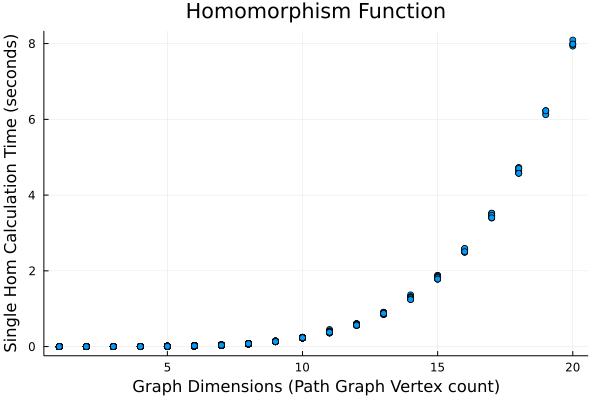 Homomorphism Function
Single Hom Calculation Time (seconds)
8
6
4
2
0
5 10 15 20
Graph Dimensions (Path Graph Vertex count)